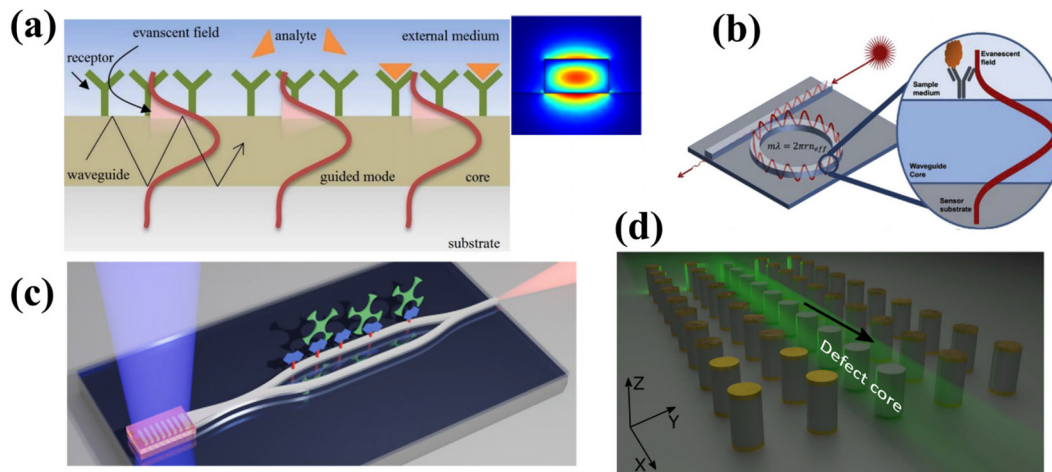 (a)
evanscent field
analyte
external medium
receptor
waveguide
guided mode
core
substrate
(b)
mλ = 2πrn_eff
Evanescent
field
Sample
medium
Waveguide
Core
Sensor
substrate
(c)
(d)
Defect core
Z
Y
X